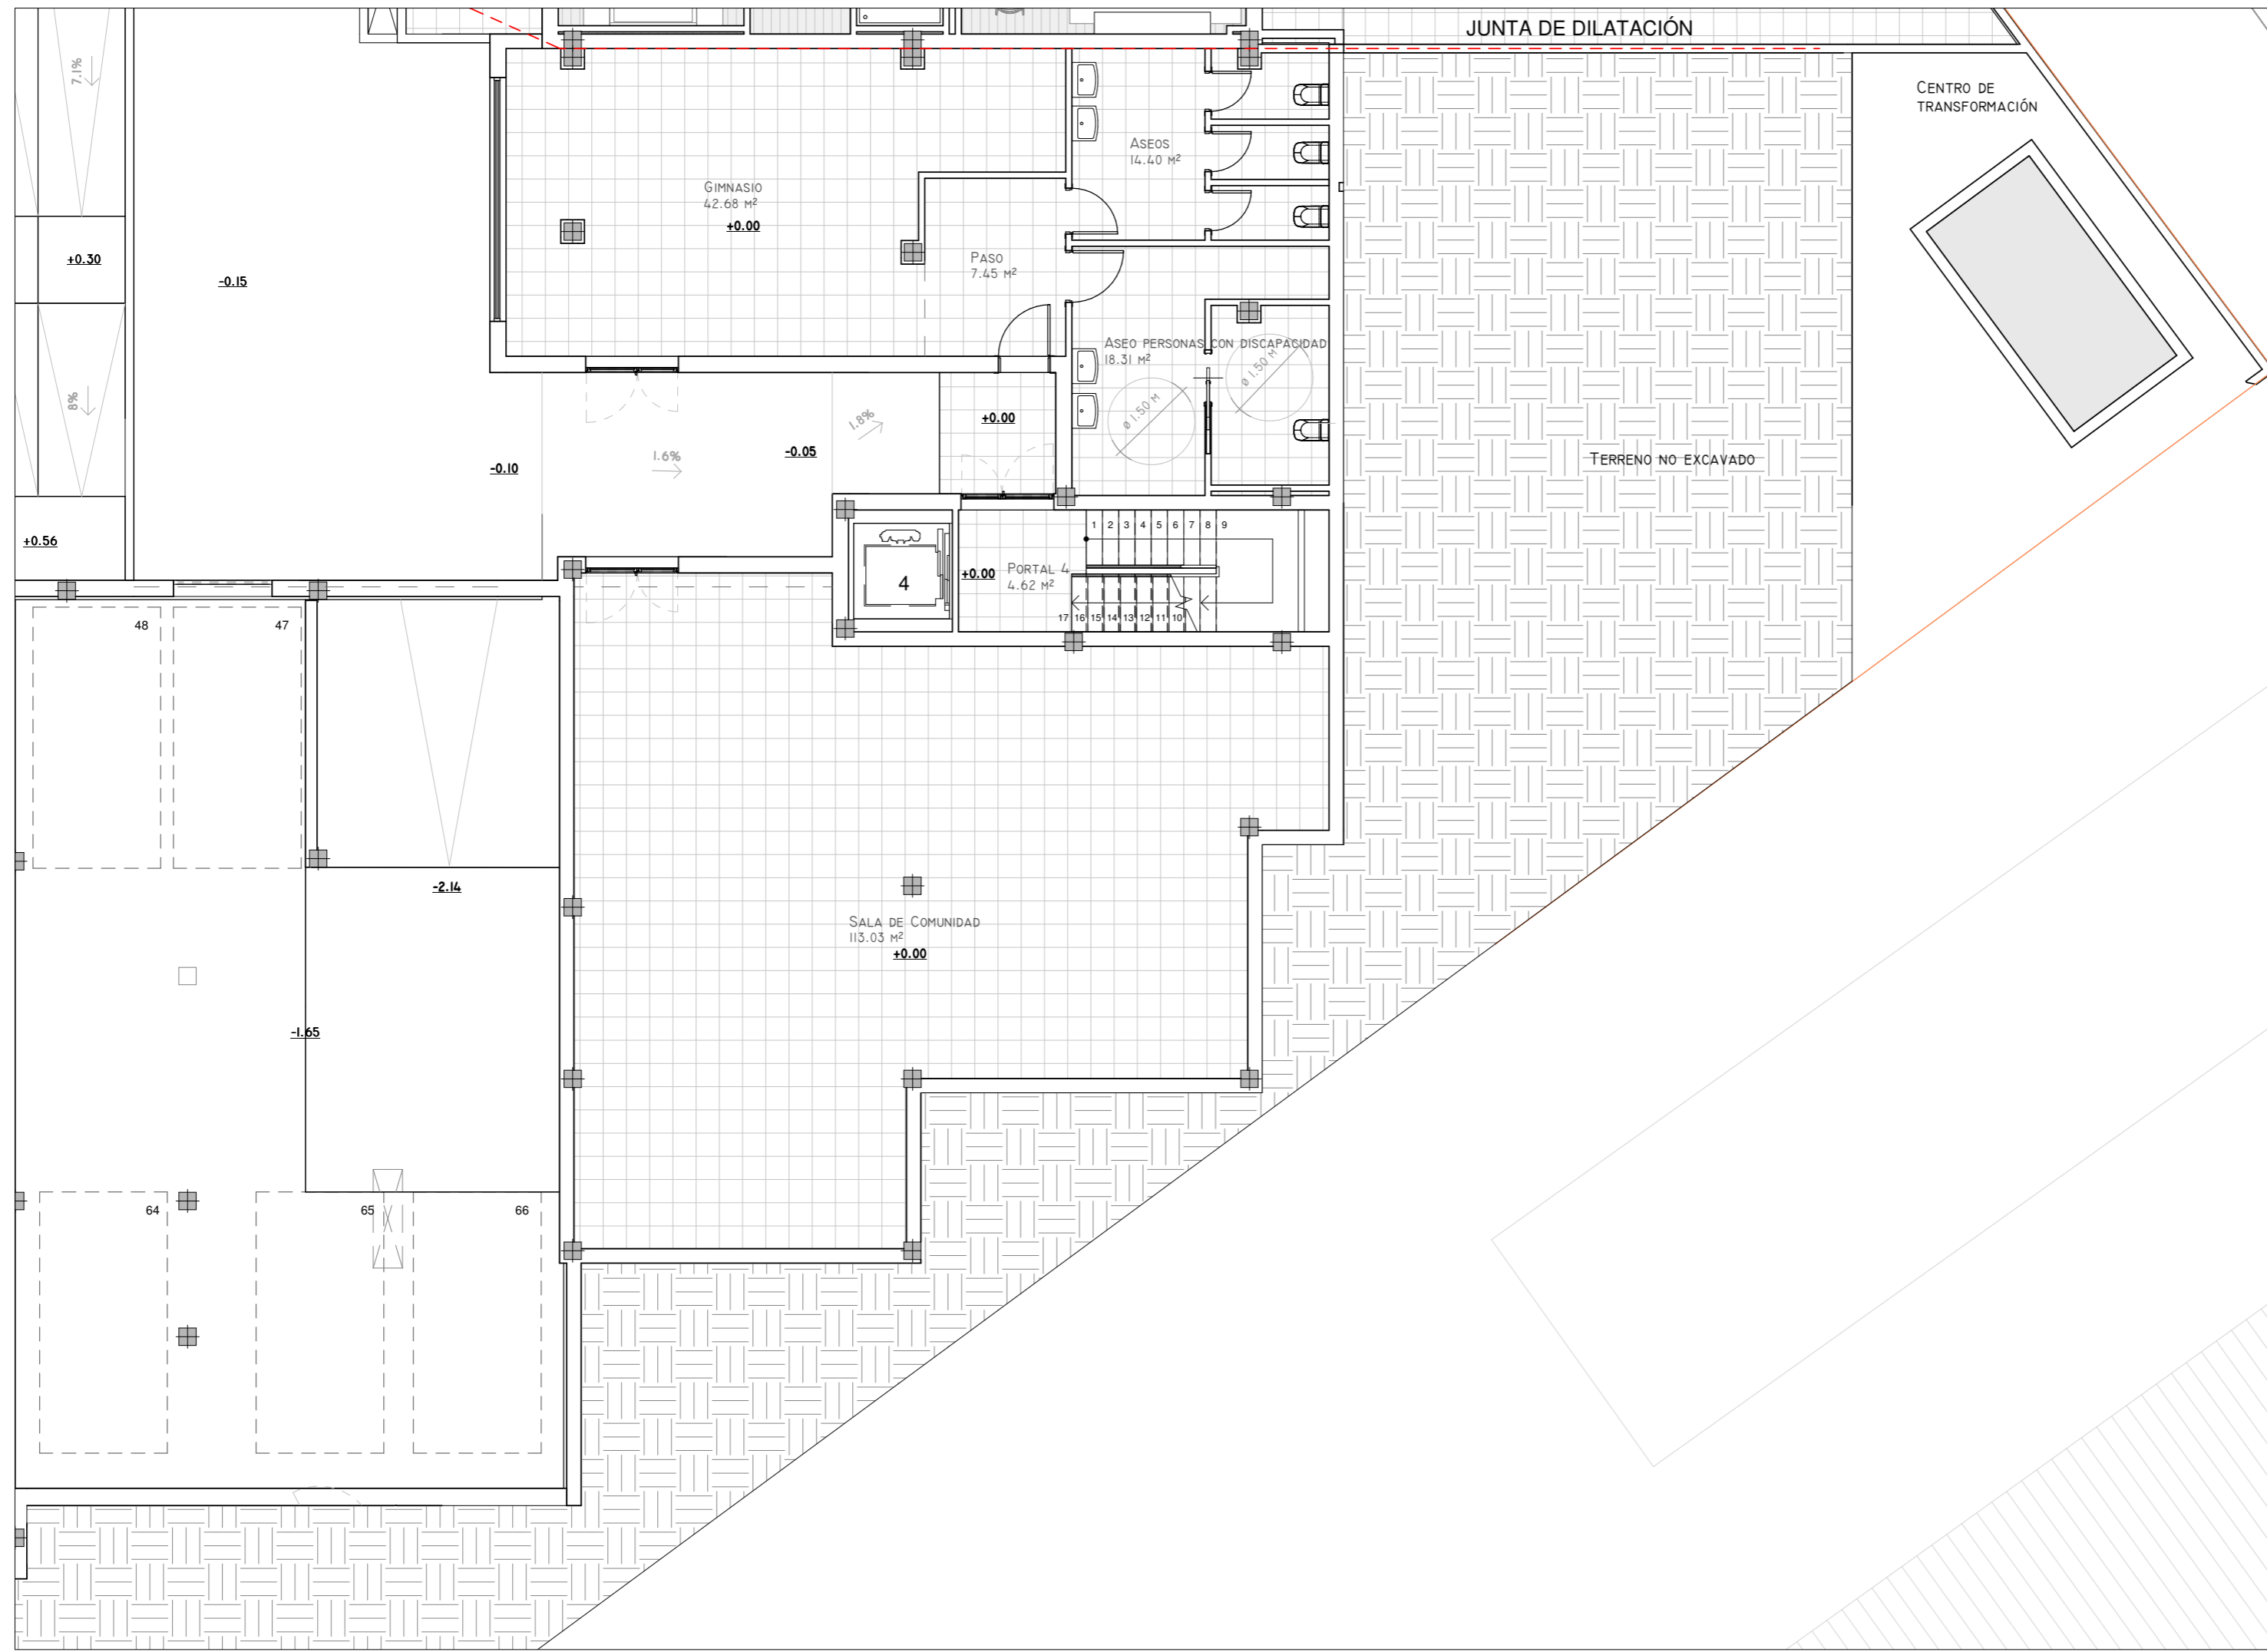 JUNTA DE DILATACIÓN
7.1%
CENTRO DE
TRANSFORMACIÓN
ASEOS
14.40 M²
GIMNASIO
42.68 M²
+0.00
+0.30
-0.15
PASO
7.45 M²
ASEO PERSONAS CON DISCAPACIDAD
18.31 M²
ø 1.50 M
ø 1.50 M
8%
1.8%
+0.00
-0.05
1.6%
-0.10
TERRENO NO EXCAVADO
+0.56
1 2 3 4 5 6 7 8 9
4
+0.00
PORTAL 4
4.62 M²
17 16 15 14 13 12 11 10
48
47
-2.14
SALA DE COMUNIDAD
113.03 M²
+0.00
-1.65
64
65
66